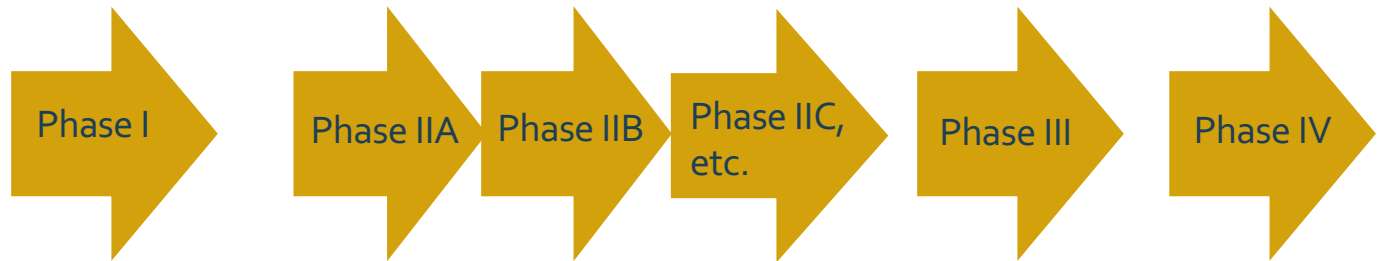 Phase I
Phase IIA
Phase IIB
Phase IIC,
etc.
Phase III
Phase IV